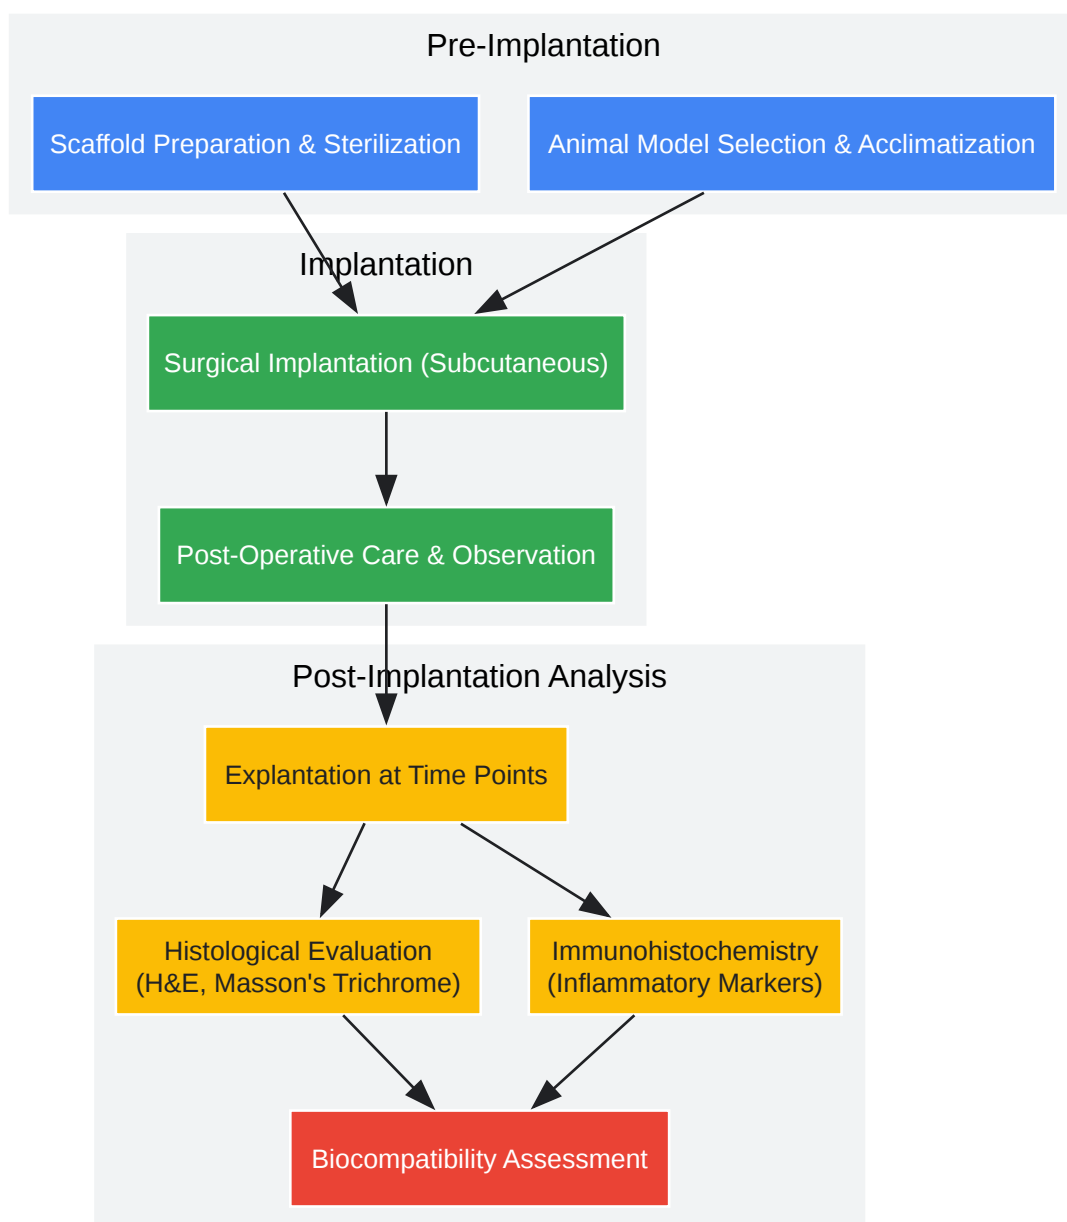 Pre-Implantation
Scaffold Preparation & Sterilization
Animal Model Selection & Acclimatization
Implantation
Surgical Implantation (Subcutaneous)
Post-Operative Care & Observation
Post-Implantation Analysis
Explantation at Time Points
Histological Evaluation
(H&E, Masson's Trichrome)
Immunohistochemistry
(Inflammatory Markers)
Biocompatibility Assessment